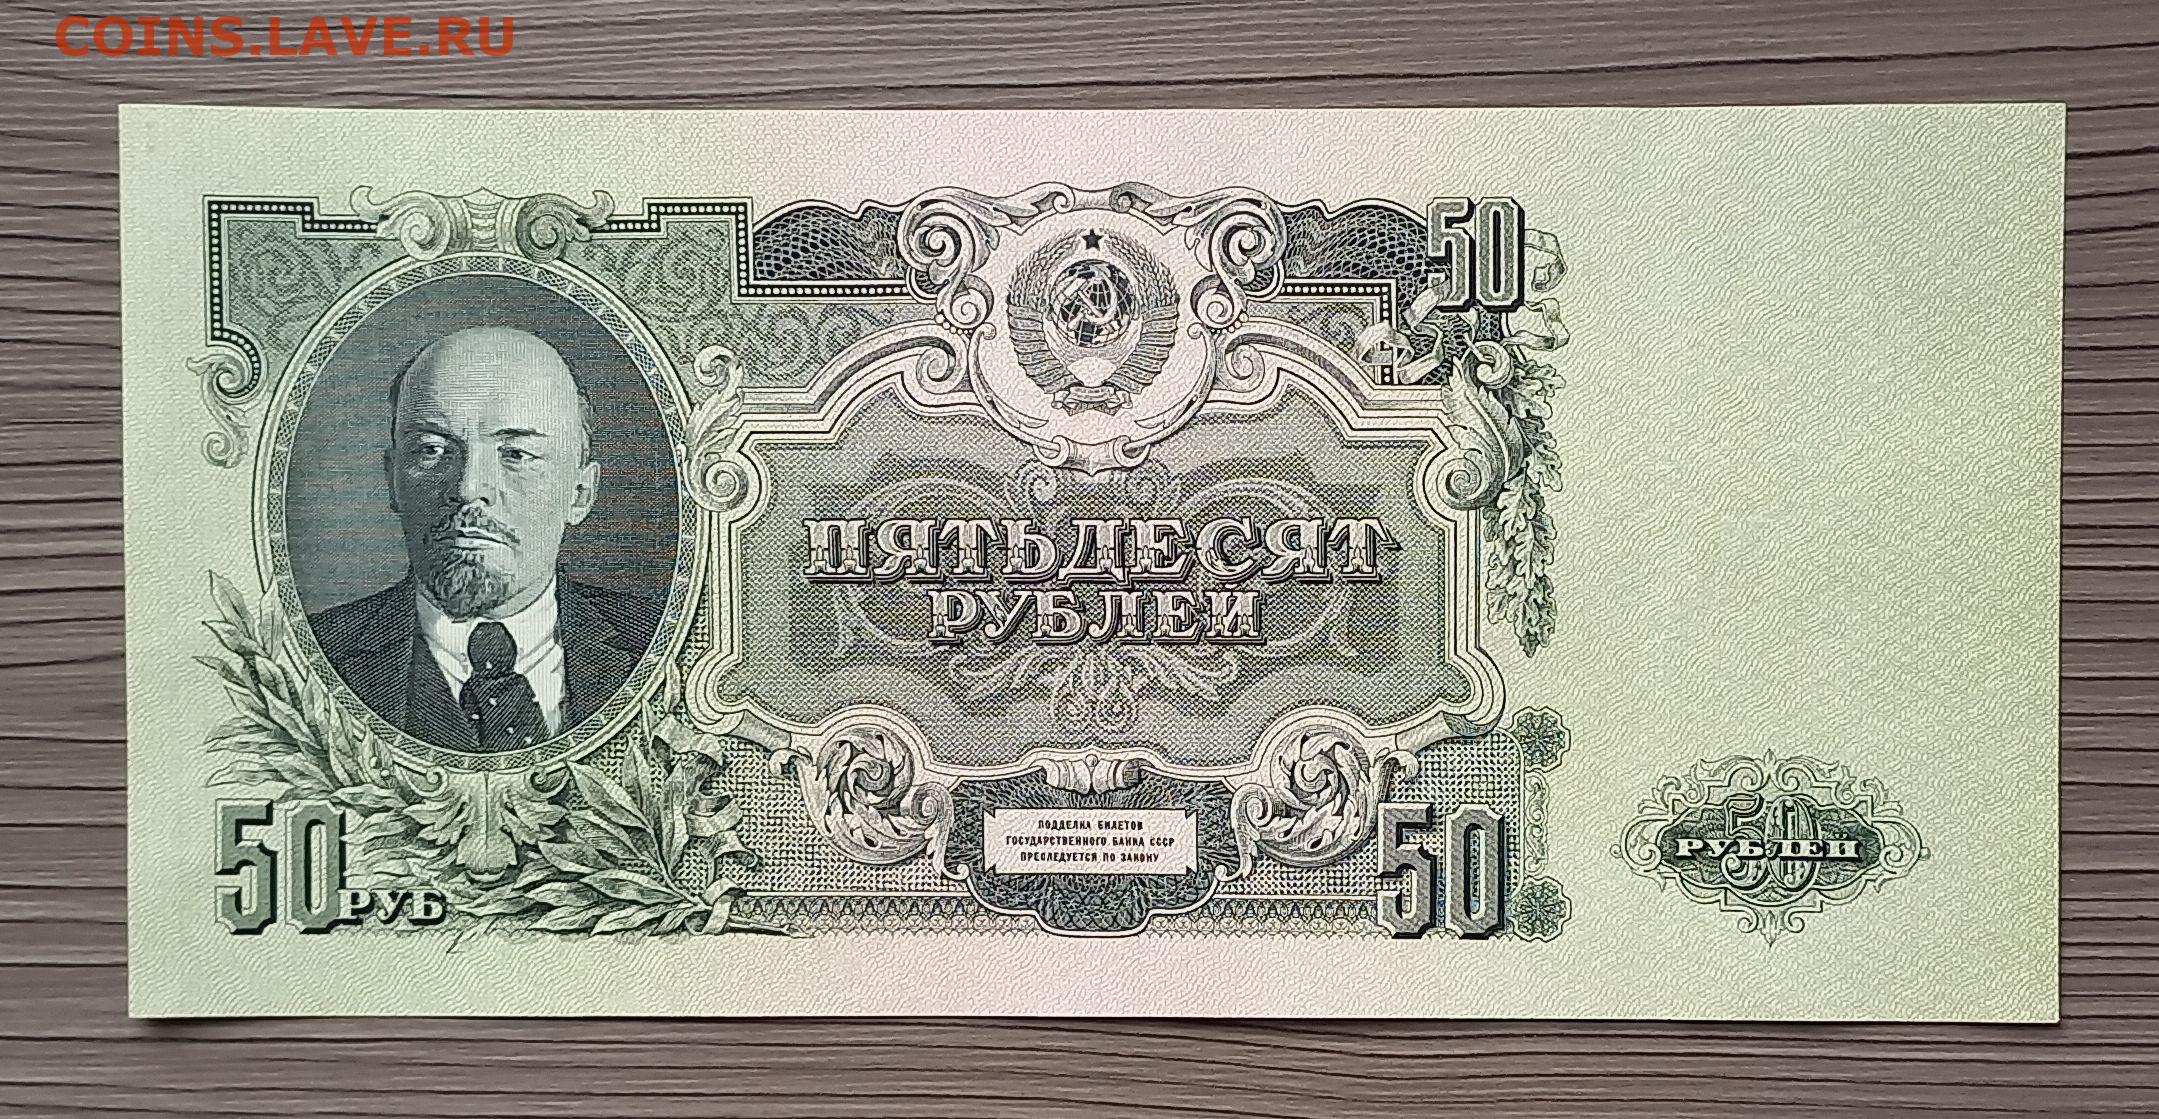 COINS.LAVE.RU
50
ПЯТЬДЕСЯТ
РУБЛЕЙ
50 РУБ
ПОДДЕЛКА БИЛЕТОВ
ГОСУДАРСТВЕННОГО БАНКА СССР
ПРЕСЛЕДУЕТСЯ ПО ЗАКОНУ
50
50
РУБЛЕЙ